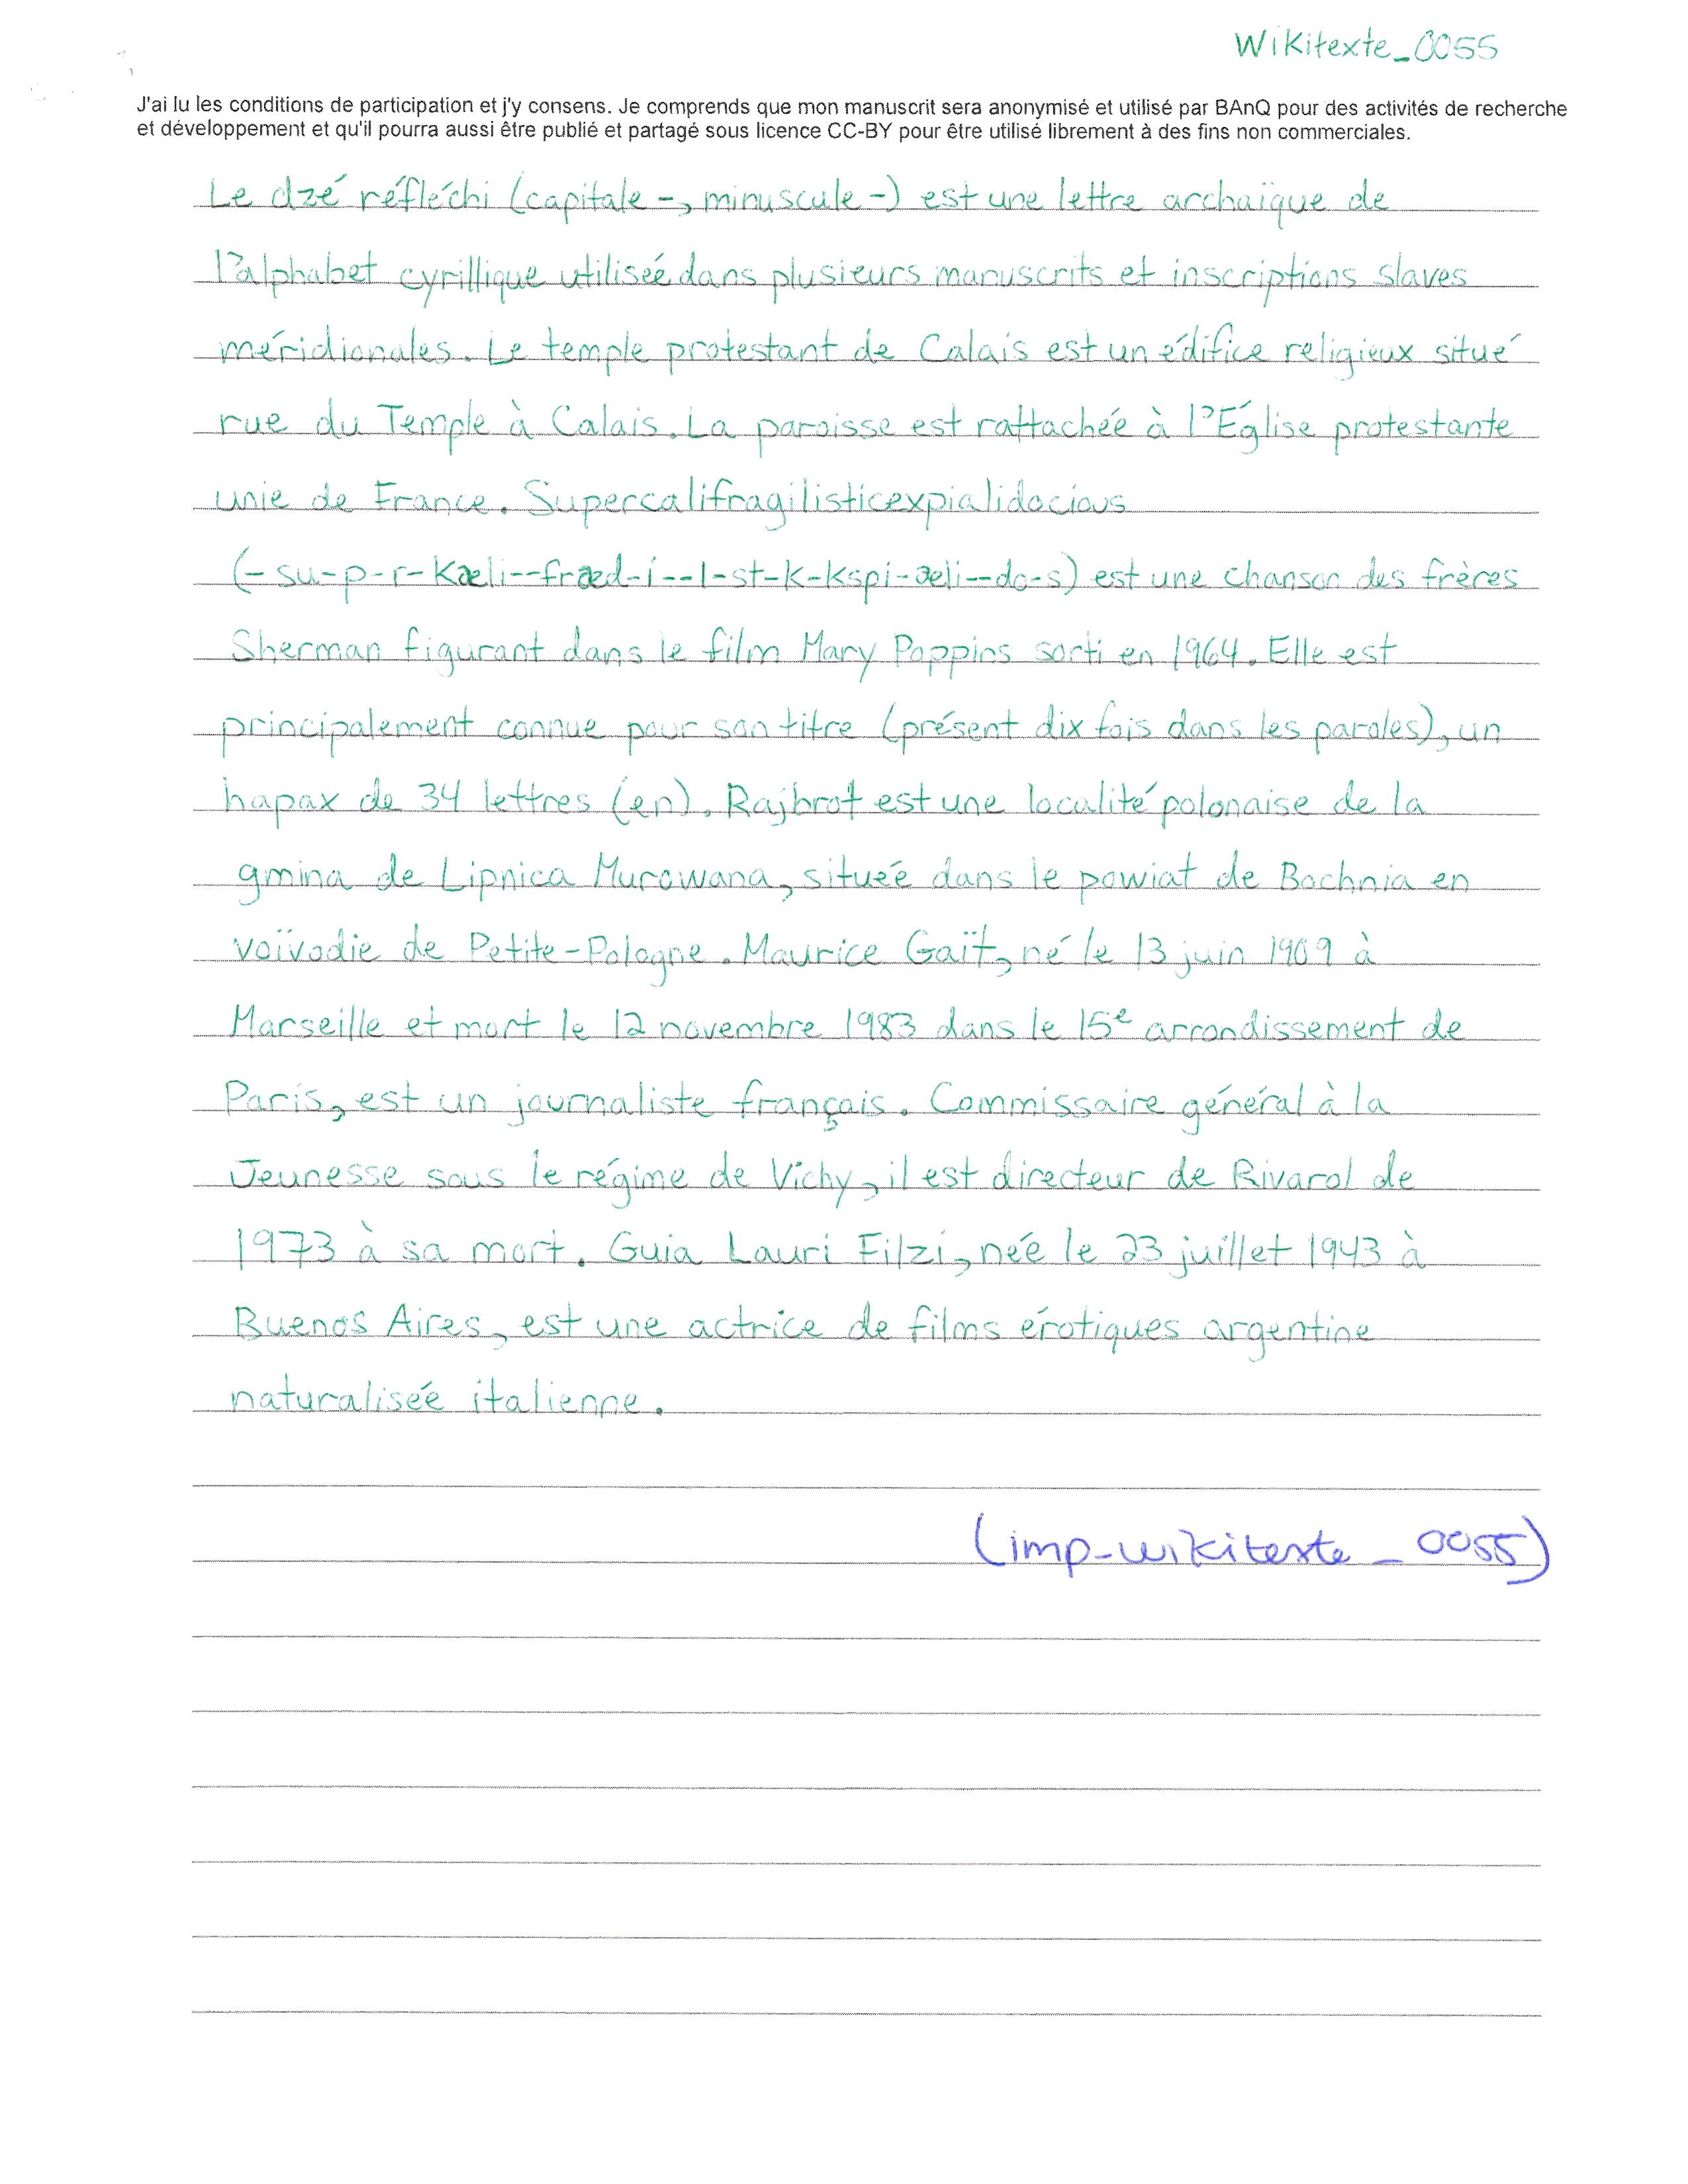 Wikitexte_0055
J'ai lu les conditions de participation et j'y consens. Je comprends que mon manuscrit sera anonymisé et utilisé par BAnQ pour des activités de recherche
et développement et qu'il pourra aussi être publié et partagé sous licence CC-BY pour être utilisé librement à des fins non commerciales.
Le dzé réfléchi (capitale -, minuscule -) est une lettre archaïque de
l'alphabet cyrillique utilisée dans plusieurs manuscrits et inscriptions slaves
méridionales. Le temple protestant de Calais est un édifice religieux situé
rue du Temple à Calais. La paroisse est rattachée à l'Église protestante
unie de France. Supercalifragilisticexpialidocious
(- su-p-r-kæli--fræd-i--l-st-k-kspi-æli--do-s) est une chanson des frères
Sherman figurant dans le film Mary Poppins sorti en 1964. Elle est
principalement connue pour son titre (présent dix fois dans les paroles), un
hapax de 34 lettres (en). Rajbrot est une localité polonaise de la
gmina de Lipnica Murowana, située dans le powiat de Bochnia en
voïvodie de Petite-Pologne. Maurice Gaït, né le 13 juin 1909 à
Marseille et mort le 12 novembre 1983 dans le 15e arrondissement de
Paris, est un journaliste français. Commissaire général à la
Jeunesse sous le régime de Vichy, il est directeur de Rivarol de
1973 à sa mort. Guia Lauri Filzi, née le 23 juillet 1943 à
Buenos Aires, est une actrice de films érotiques argentine
naturalisée italienne.
(imp-wikitexte_0055)